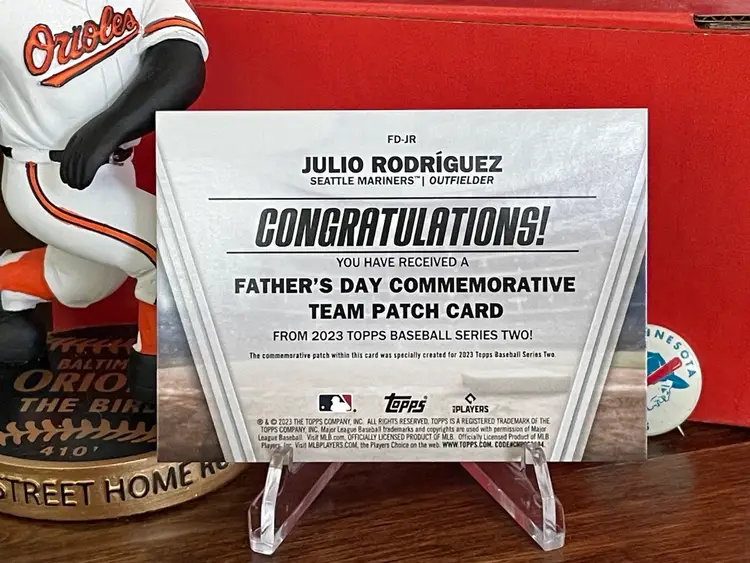 Orioles
FD-JR
JULIO RODRÍGUEZ
SEATTLE MARINERS™ | OUTFIELDER
CONGRATULATIONS!
YOU HAVE RECEIVED A
FATHER'S DAY COMMEMORATIVE
TEAM PATCH CARD
FROM 2023 TOPPS BASEBALL SERIES TWO!
The commemorative patch within this card was specially created for 2023 Topps Baseball Series Two.
Topps
PLAYERS
® & © 2023 THE TOPPS COMPANY, INC. ALL RIGHTS RESERVED. TOPPS IS A REGISTERED TRADEMARK OF THE
TOPPS COMPANY, INC. Major League Baseball trademarks and copyrights are used with permission of Major
League Baseball. Visit MLB.com. OFFICIALLY LICENSED PRODUCT OF MLB. Officially Licensed Product of MLB
Players, Inc. Visit MLBPLAYERS.COM, the Players Choice on the web. WWW.TOPPS.COM.
BALTIM
ORIO
THE BIR
410'
STREET HOME RU
NNESOTA